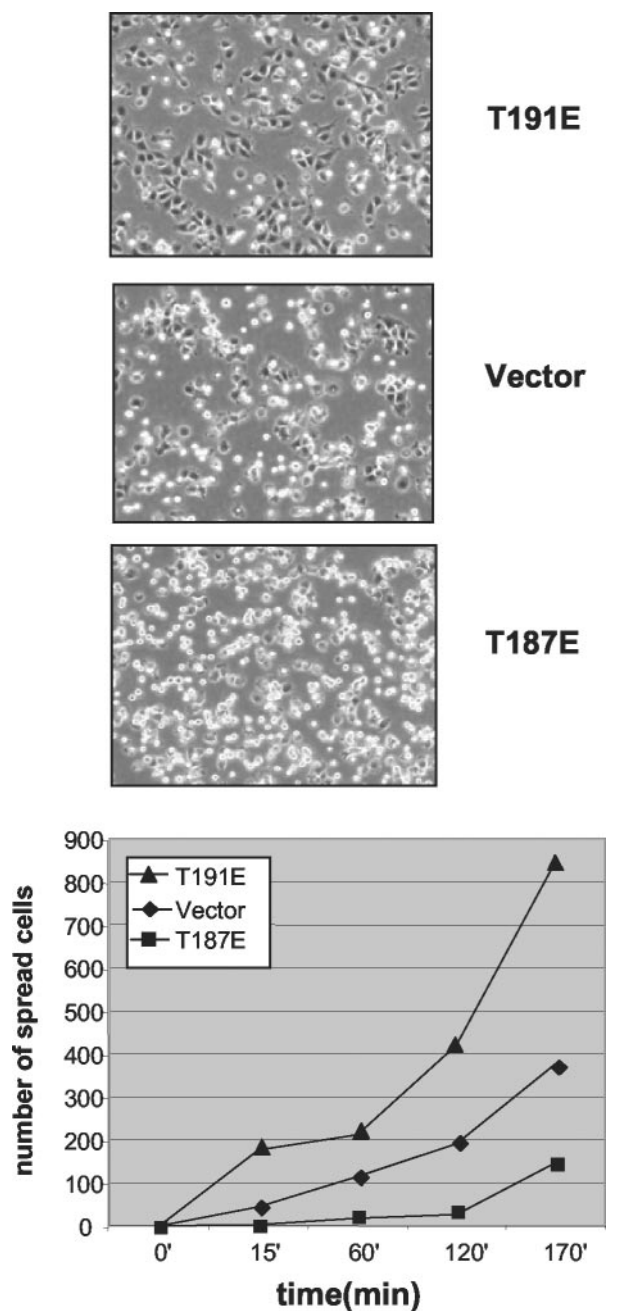 T191E
Vector
T187E
900
800
700
600
500
400
300
200
100
0
number of spread cells
T191E
Vector
T187E
0' 15' 60' 120' 170'
time(min)